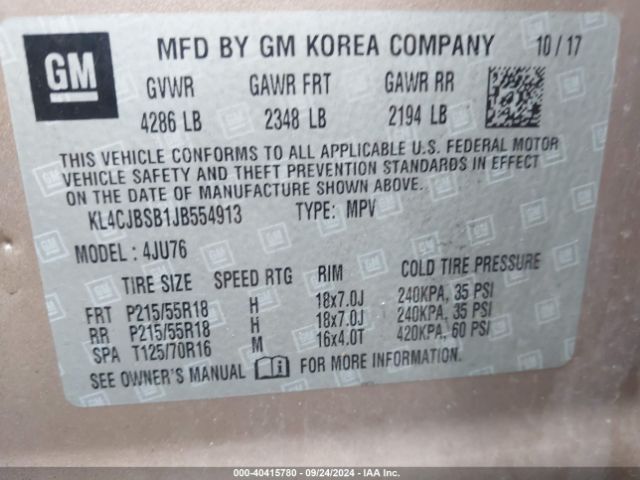 GM
MFD BY GM KOREA COMPANY 10/17
GVWR GAWR FRT GAWR RR
4286 LB 2348 LB 2194 LB
THIS VEHICLE CONFORMS TO ALL APPLICABLE U.S. FEDERAL MOTOR
VEHICLE SAFETY AND THEFT PREVENTION STANDARDS IN EFFECT
ON THE DATE OF MANUFACTURE SHOWN ABOVE.
KL4CJBSB1JB554913 TYPE: MPV
MODEL : 4JU76
TIRE SIZE SPEED RTG RIM COLD TIRE PRESSURE
FRT P215/55R18 H 18x7.0J 240KPA, 35 PSI
RR P215/55R18 H 18x7.0J 240KPA, 35 PSI
SPA T125/70R16 M 16x4.0T 420KPA, 60 PSI
SEE OWNER'S MANUAL FOR MORE INFORMATION.
000-40415780 - 09/24/2024 - IAA Inc.